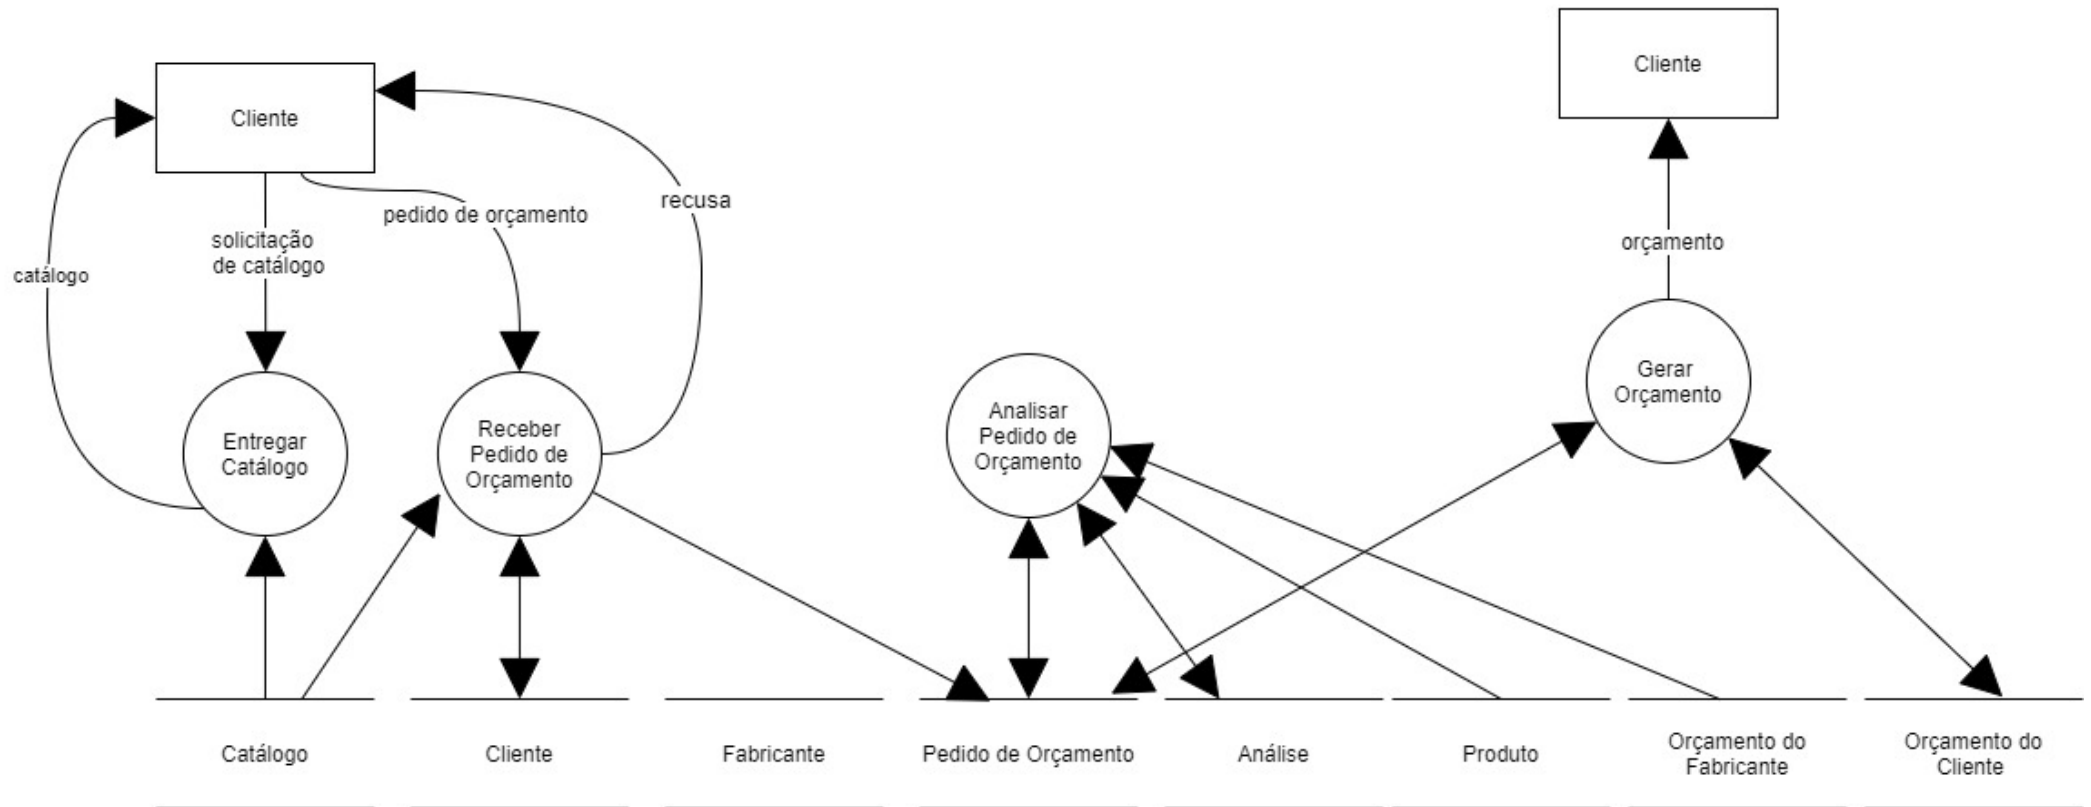 Cliente
Cliente
recusa
pedido de orçamento
solicitação
de catálogo
orçamento
catálogo
Gerar
Orçamento
Analisar
Pedido de
Orçamento
Receber
Pedido de
Orçamento
Entregar
Catálogo
Catálogo
Cliente
Fabricante
Pedido de Orçamento
Análise
Produto
Orçamento do
Fabricante
Orçamento do
Cliente